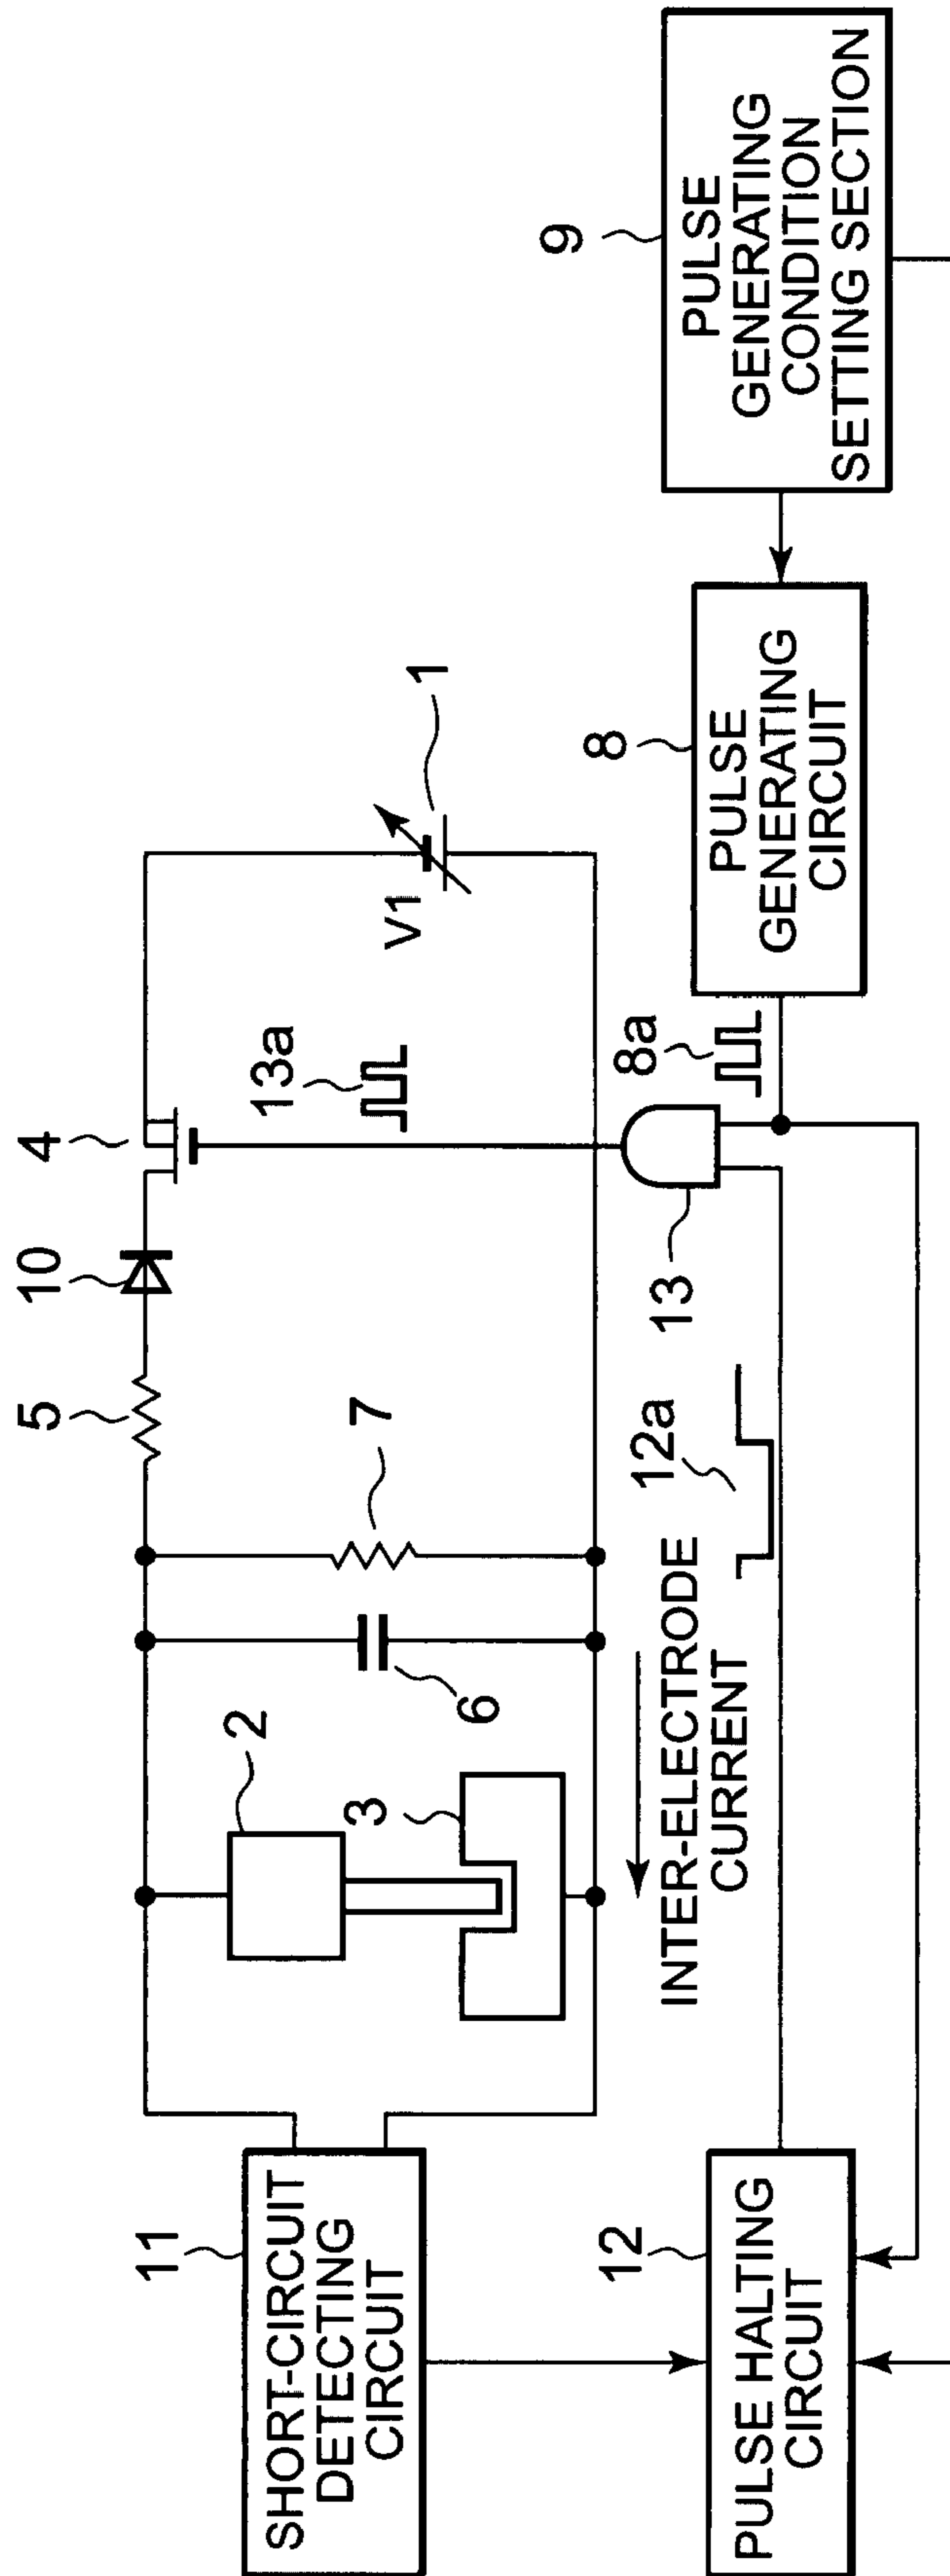 11
SHORT-CIRCUIT
DETECTING
CIRCUIT
2
3
6
7
5
10
4
13a
V1
1
INTER-ELECTRODE
CURRENT
12a
13
8a
12
PULSE HALTING
CIRCUIT
8
PULSE
GENERATING
CIRCUIT
9
PULSE
GENERATING
CONDITION
SETTING SECTION